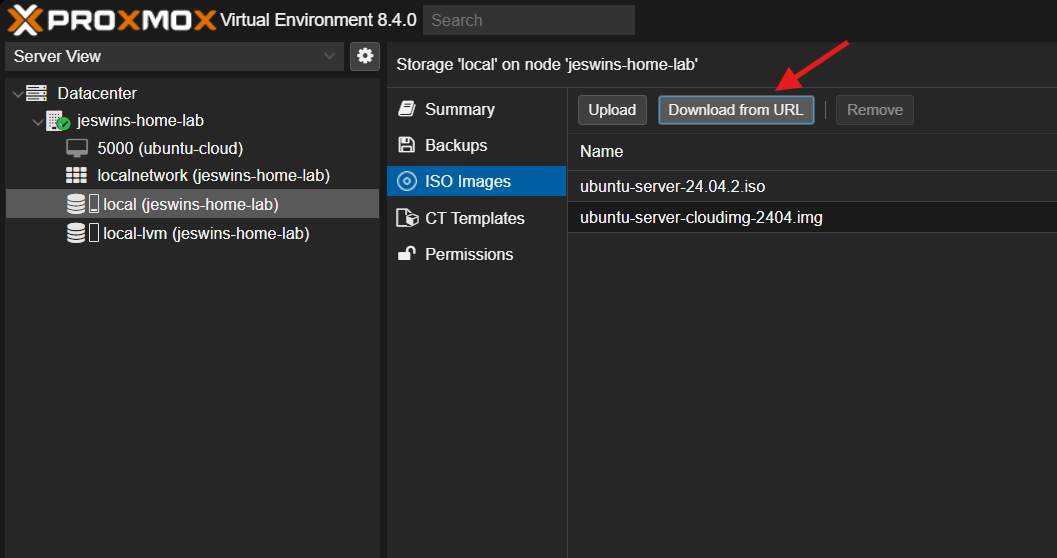 PROXMOX Virtual Environment 8.4.0 Search
Server View
Datacenter
jeswins-home-lab
5000 (ubuntu-cloud)
localnetwork (jeswins-home-lab)
local (jeswins-home-lab)
local-lvm (jeswins-home-lab)
Storage 'local' on node 'jeswins-home-lab'
Summary
Backups
ISO Images
CT Templates
Permissions
Upload Download from URL Remove
Name
ubuntu-server-24.04.2.iso
ubuntu-server-cloudimg-2404.img